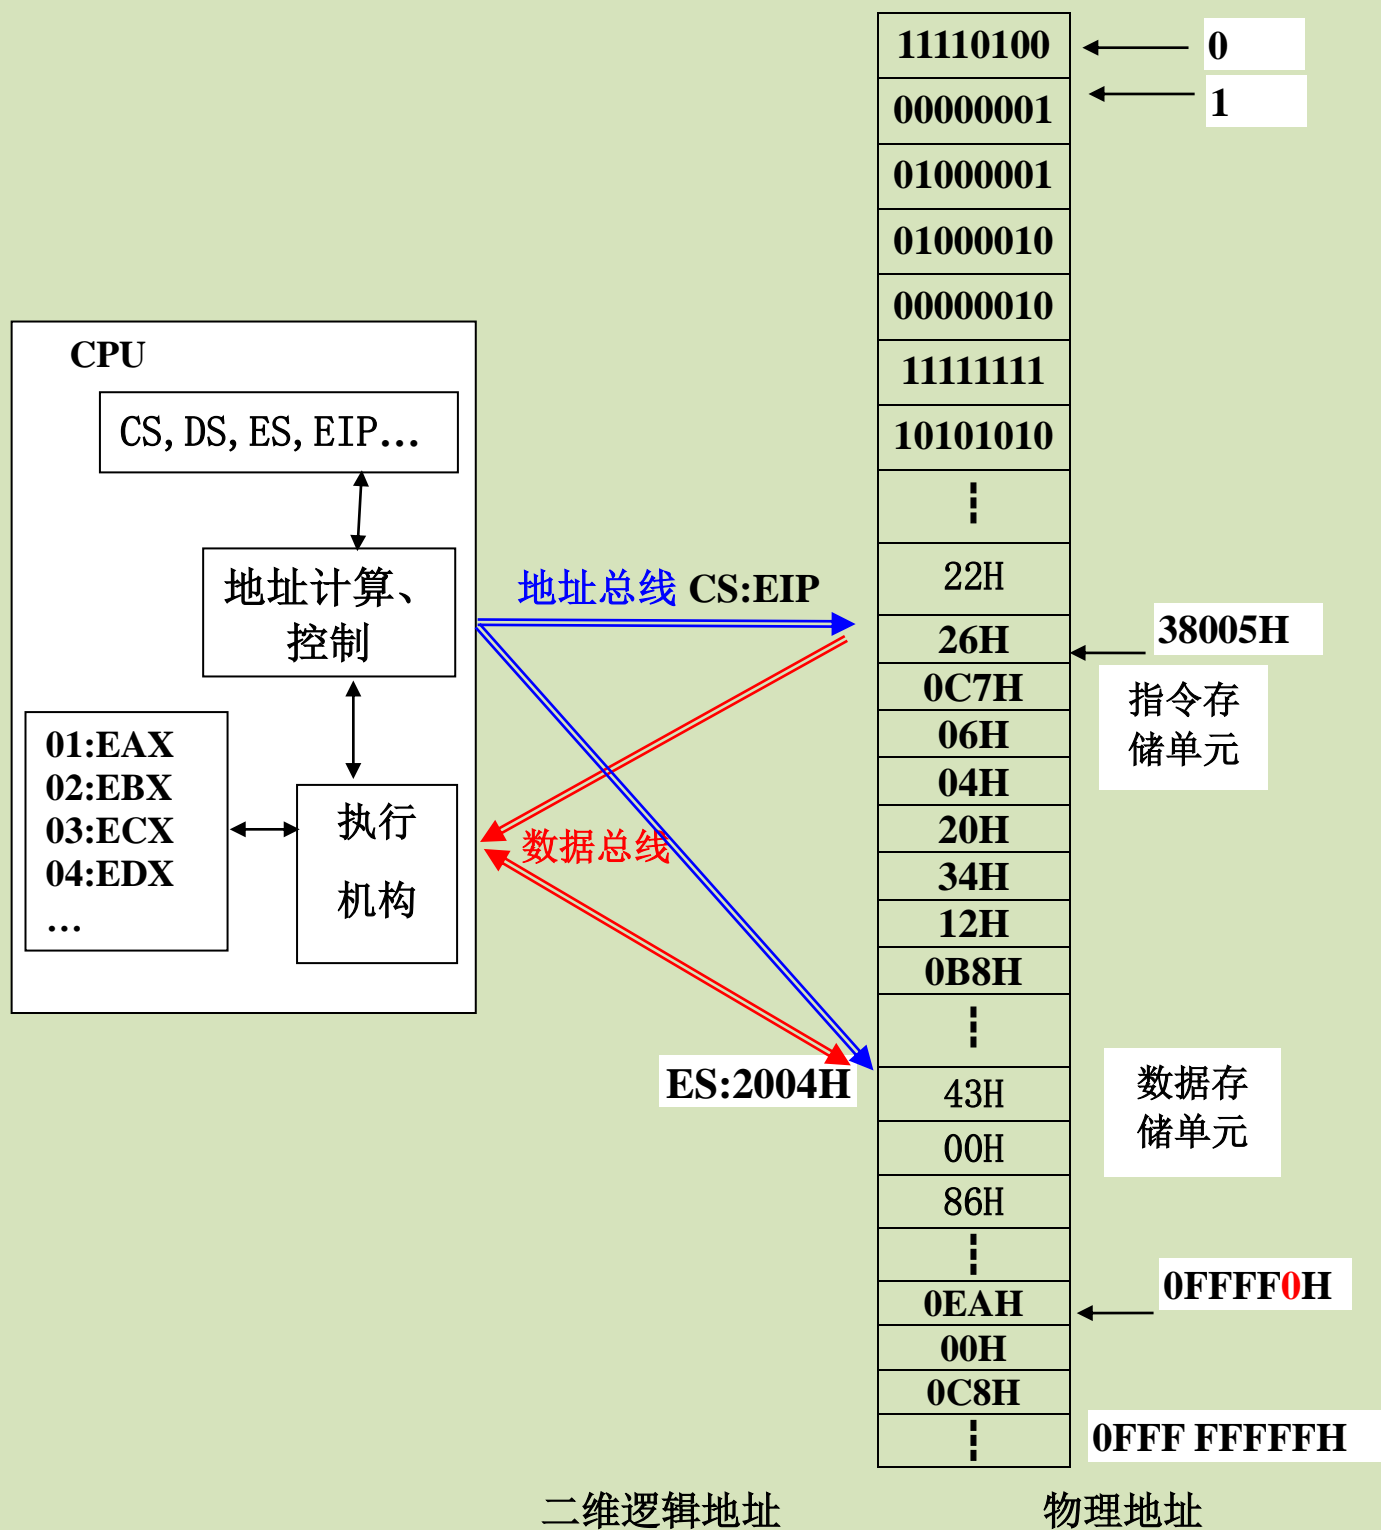 11110100
0
00000001
1
01000001
01000010
00000010
11111111
10101010
CPU
CS,DS,ES,EIP…
地址计算、
控制
01:EAX
02:EBX
03:ECX
04:EDX
…
执行
机构
地址总线 CS:EIP
数据总线
ES:2004H
22H
26H
38005H
0C7H
06H
04H
20H
34H
12H
0B8H
指令存
储单元
43H
00H
86H
数据存
储单元
0EAH
0FFFF0H
00H
0C8H
0FFF FFFFFH
二维逻辑地址
物理地址